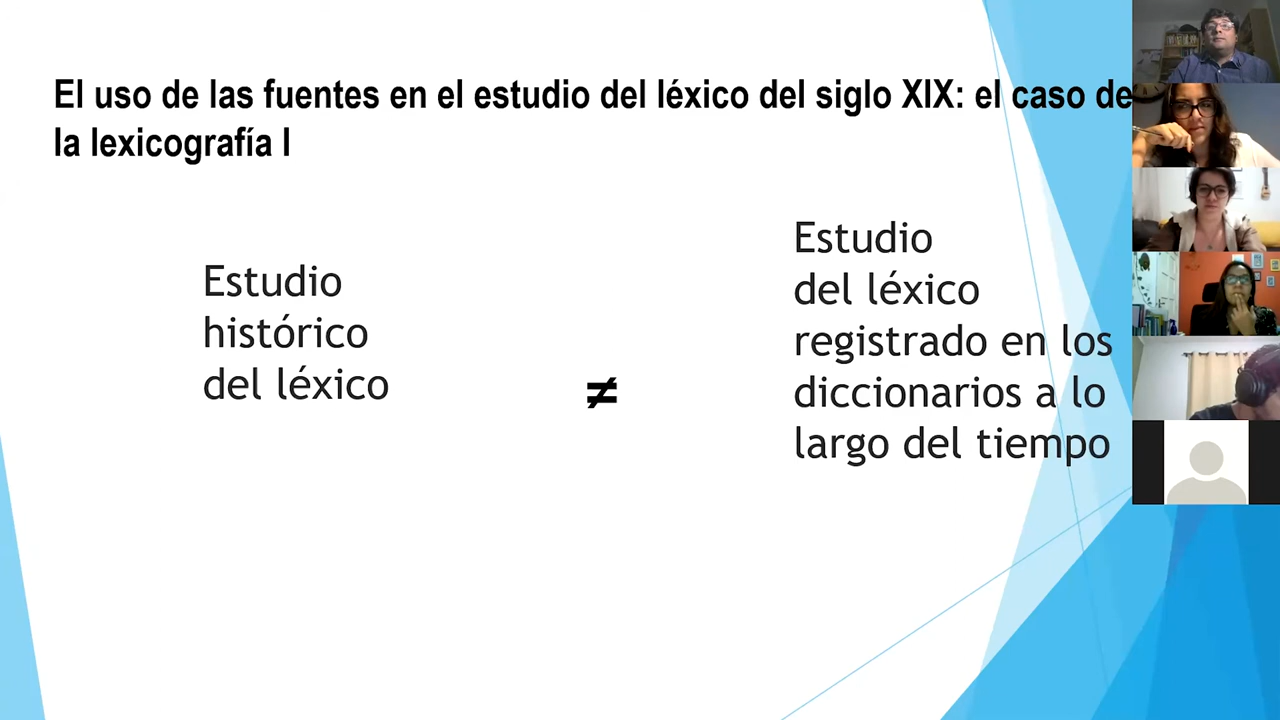 El uso de las fuentes en el estudio del léxico del siglo XIX: el caso de
la lexicografía I
Estudio
histórico
del léxico
≠
Estudio
del léxico
registrado en los
diccionarios a lo
largo del tiempo